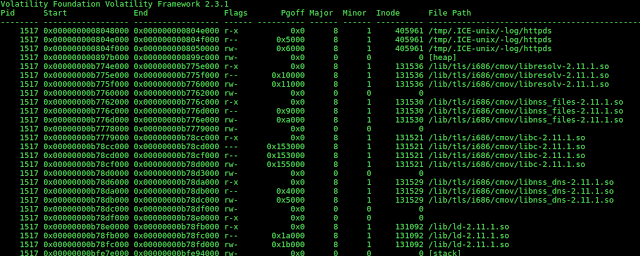 Volatility Foundation Volatility Framework 2.3.1
Pid Start End Flags Pgoff Major Minor Inode File Path
1517 0x0000000008048000 0x000000000804e000 r-x 0x0 8 1 405961 /tmp/.ICE-unix/-log/httpds
1517 0x000000000804e000 0x000000000804f000 r-- 0x5000 8 1 405961 /tmp/.ICE-unix/-log/httpds
1517 0x000000000804f000 0x0000000008050000 rw- 0x6000 8 1 405961 /tmp/.ICE-unix/-log/httpds
1517 0x000000000897b000 0x000000000899c000 rw- 0x0 0 0 0 [heap]
1517 0x00000000b774e000 0x00000000b775e000 r-x 0x0 8 1 131536 /lib/tls/i686/cmov/libresolv-2.11.1.so
1517 0x00000000b775e000 0x00000000b775f000 r-- 0x10000 8 1 131536 /lib/tls/i686/cmov/libresolv-2.11.1.so
1517 0x00000000b775f000 0x00000000b7760000 rw- 0x11000 8 1 131536 /lib/tls/i686/cmov/libresolv-2.11.1.so
1517 0x00000000b7760000 0x00000000b7762000 rw- 0x0 0 0 0
1517 0x00000000b7762000 0x00000000b776c000 r-x 0x0 8 1 131530 /lib/tls/i686/cmov/libnss_files-2.11.1.so
1517 0x00000000b776c000 0x00000000b776d000 r-- 0x9000 8 1 131530 /lib/tls/i686/cmov/libnss_files-2.11.1.so
1517 0x00000000b776d000 0x00000000b776e000 rw- 0xa000 8 1 131530 /lib/tls/i686/cmov/libnss_files-2.11.1.so
1517 0x00000000b7778000 0x00000000b7779000 rw- 0x0 0 0 0
1517 0x00000000b7779000 0x00000000b78cc000 r-x 0x0 8 1 131521 /lib/tls/i686/cmov/libc-2.11.1.so
1517 0x00000000b78cc000 0x00000000b78cd000 --- 0x153000 8 1 131521 /lib/tls/i686/cmov/libc-2.11.1.so
1517 0x00000000b78cd000 0x00000000b78cf000 r-- 0x153000 8 1 131521 /lib/tls/i686/cmov/libc-2.11.1.so
1517 0x00000000b78cf000 0x00000000b78d0000 rw- 0x155000 8 1 131521 /lib/tls/i686/cmov/libc-2.11.1.so
1517 0x00000000b78d0000 0x00000000b78d3000 rw- 0x0 0 0 0
1517 0x00000000b78d6000 0x00000000b78da000 r-x 0x0 8 1 131529 /lib/tls/i686/cmov/libnss_dns-2.11.1.so
1517 0x00000000b78da000 0x00000000b78db000 r-- 0x4000 8 1 131529 /lib/tls/i686/cmov/libnss_dns-2.11.1.so
1517 0x00000000b78db000 0x00000000b78dc000 rw- 0x5000 8 1 131529 /lib/tls/i686/cmov/libnss_dns-2.11.1.so
1517 0x00000000b78dc000 0x00000000b78df000 rw- 0x0 0 0 0
1517 0x00000000b78df000 0x00000000b78e0000 r-x 0x0 0 0 0
1517 0x00000000b78e0000 0x00000000b78fb000 r-x 0x0 8 1 131092 /lib/ld-2.11.1.so
1517 0x00000000b78fb000 0x00000000b78fc000 r-- 0x1a000 8 1 131092 /lib/ld-2.11.1.so
1517 0x00000000b78fc000 0x00000000b78fd000 rw- 0x1b000 8 1 131092 /lib/ld-2.11.1.so
1517 0x00000000bfe7e000 0x00000000bfe94000 rw- 0x0 0 0 0 [stack]